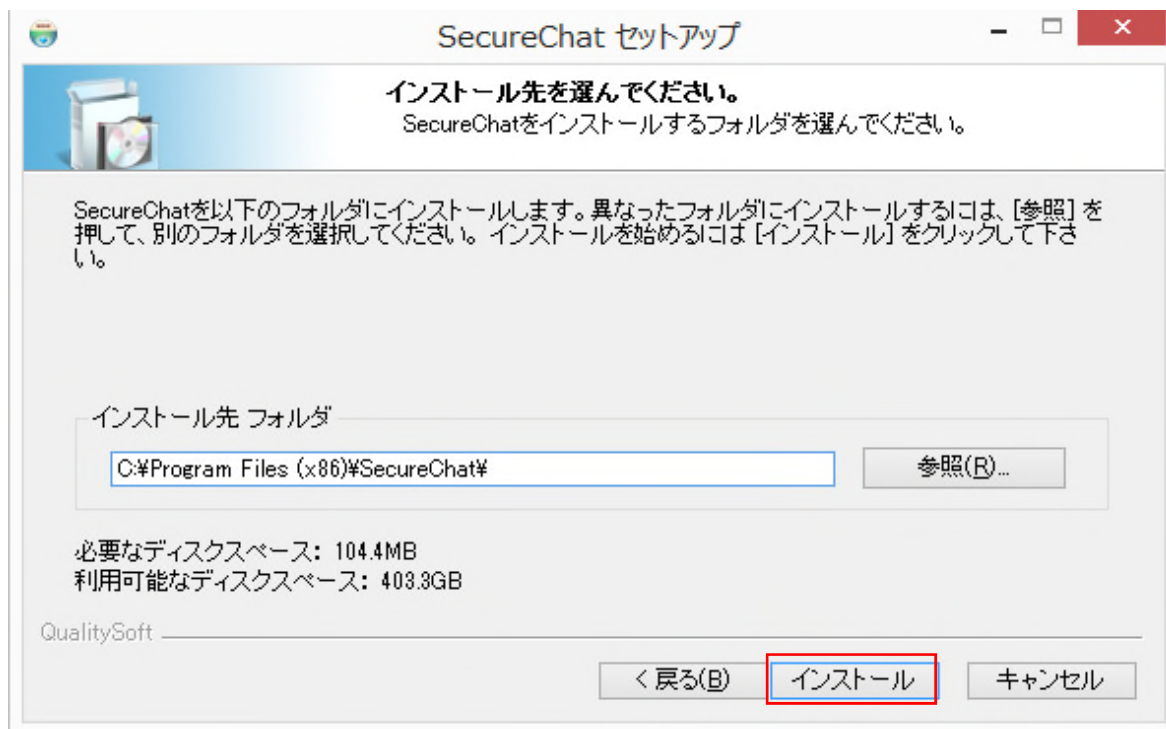 SecureChat セットアップ
インストール先を選んでください。
SecureChatをインストールするフォルダを選んでください。
SecureChatを以下のフォルダにインストールします。異なったフォルダにインストールするには、[参照] を
押して、別のフォルダを選択してください。 インストールを始めるには [インストール] をクリックして下さ
い。
インストール先 フォルダ
C:¥Program Files (x86)¥SecureChat¥
参照(R)...
必要なディスクスペース: 104.4MB
利用可能なディスクスペース: 403.3GB
QualitySoft
< 戻る(B)
インストール
キャンセル